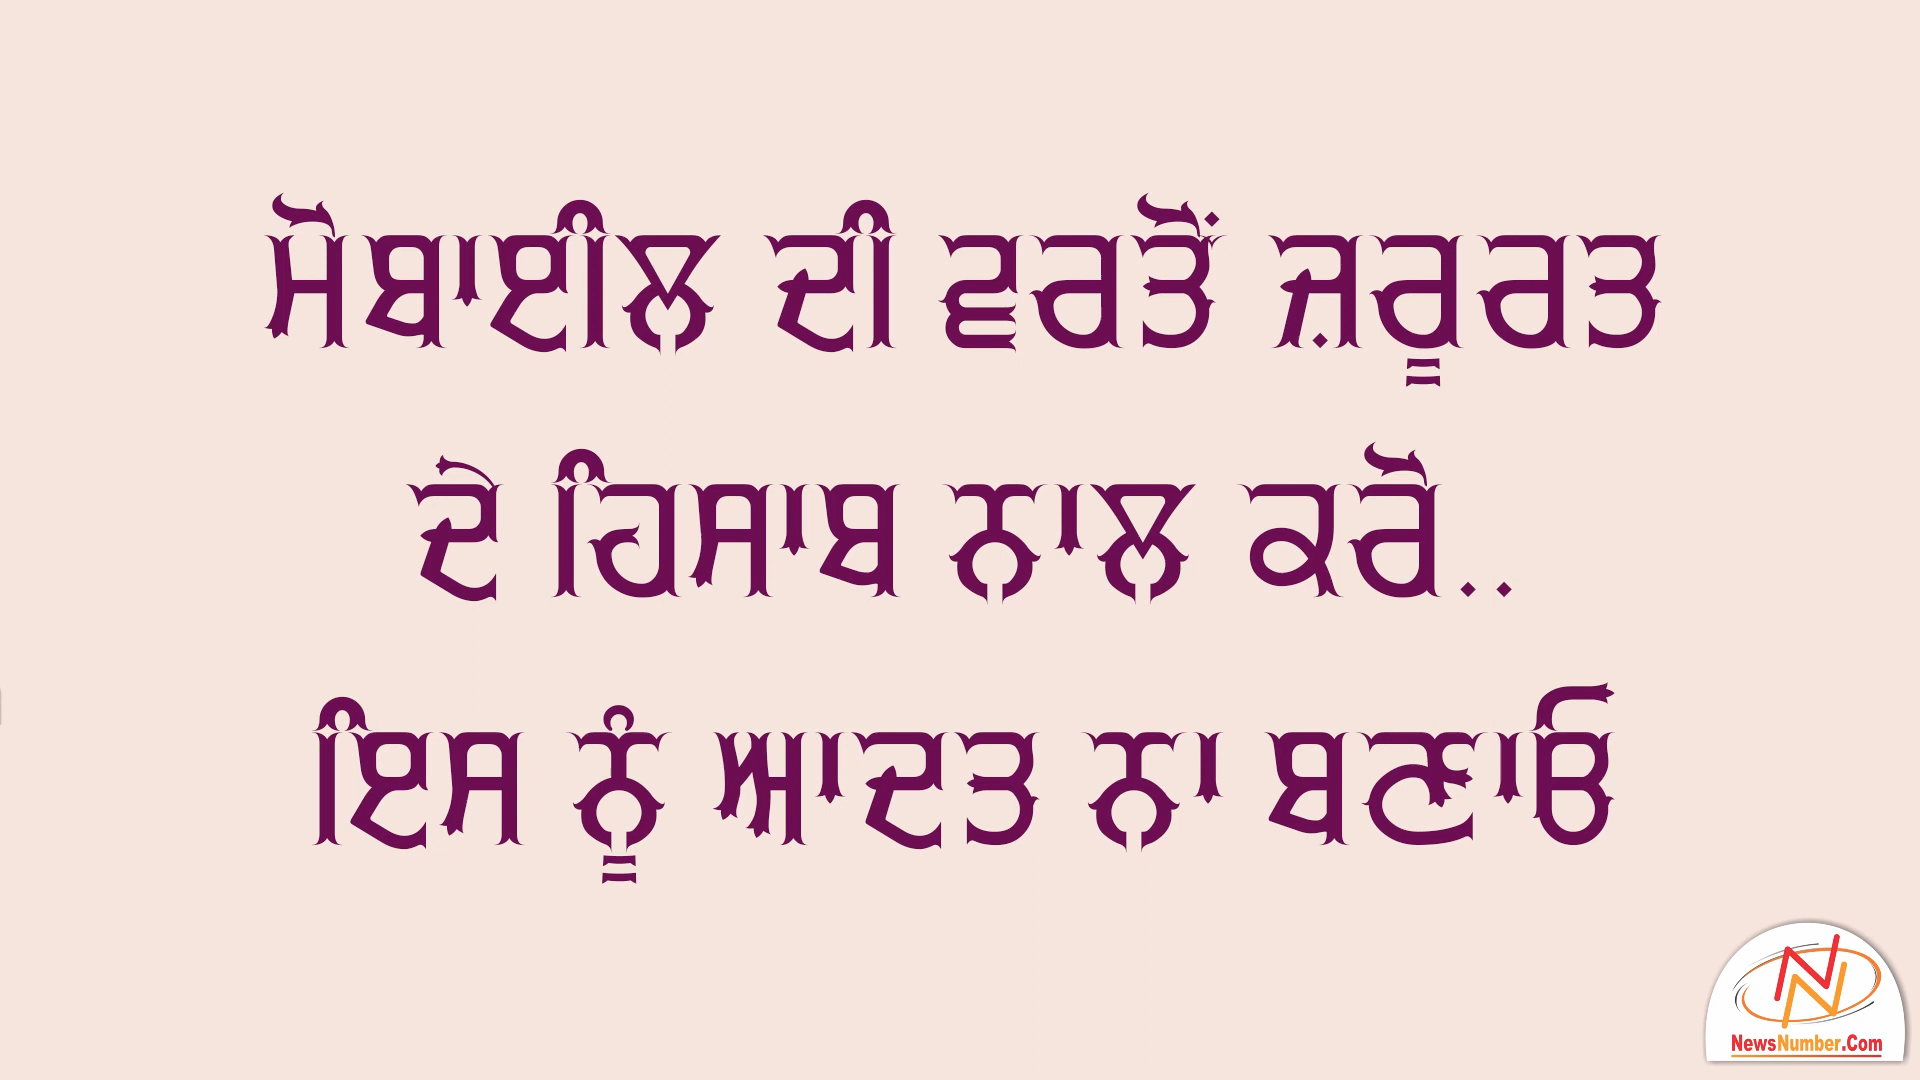 ਮੋਬਾਈਲ ਦੀ ਵਰਤੋਂ ਜ਼ਰੂਰਤ
ਦੇ ਹਿਸਾਬ ਨਾਲ ਕਰੋ..
ਇਸ ਨੂੰ ਆਦਤ ਨਾ ਬਣਾਓ
NewsNumber.Com